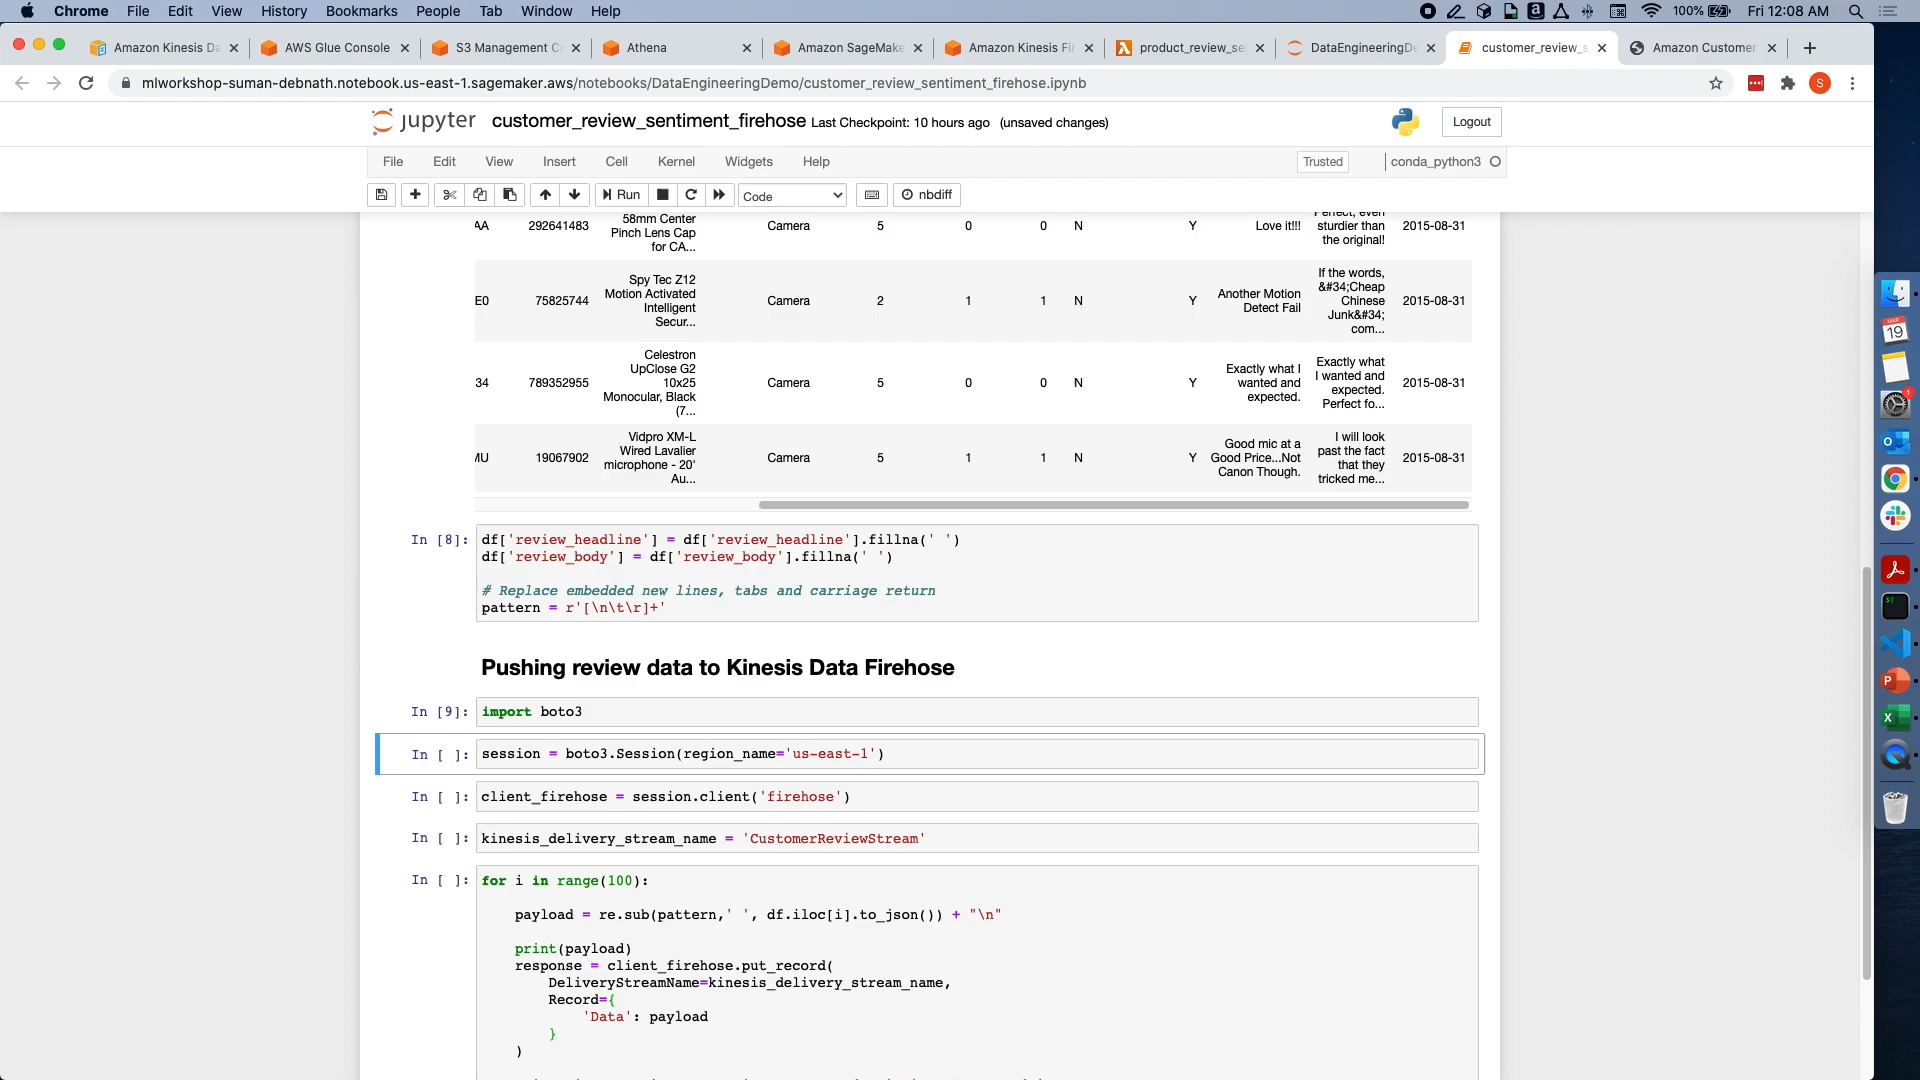 Chrome File Edit View History Bookmarks People Tab Window Help 100% Fri 12:08 AM
Amazon Kinesis Da AWS Glue Console S3 Management C Athena Amazon SageMake Amazon Kinesis Fi product_review_se DataEngineeringDe customer_review_s Amazon Customer
mlworkshop-suman-debnath.notebook.us-east-1.sagemaker.aws/notebooks/DataEngineeringDemo/customer_review_sentiment_firehose.ipynb S
jupyter customer_review_sentiment_firehose Last Checkpoint: 10 hours ago (unsaved changes) Logout
File Edit View Insert Cell Kernel Widgets Help Trusted conda_python3
Run Code nbdiff
58mm Center Perfect, even
AA 292641483 Pinch Lens Cap Camera 5 0 0 N Y Love it!!! sturdier than 2015-08-31
for CA... the original!
Spy Tec Z12 If the words,
Motion Activated &#34;Cheap
E0 75825744 Intelligent Camera 2 1 1 N Y Another Motion Chinese 2015-08-31
Secur... Detect Fail Junk&#34;
com...
Celestron
UpClose G2 Exactly what I Exactly what
34 789352955 10x25 Camera 5 0 0 N Y wanted and I wanted and 2015-08-31
Monocular, Black expected. expected.
(7... Perfect fo...
Vidpro XM-L I will look
Wired Lavalier Good mic at a past the fact
MU 19067902 microphone - 20' Camera 5 1 1 N Y Good Price...Not that they 2015-08-31
Au... Canon Though. tricked me...
In [8]: df['review_headline'] = df['review_headline'].fillna(' ')
df['review_body'] = df['review_body'].fillna(' ')
# Replace embedded new lines, tabs and carriage return
pattern = r'[\n\t\r]+'
Pushing review data to Kinesis Data Firehose
In [9]: import boto3
In [ ]: session = boto3.Session(region_name='us-east-1')
In [ ]: client_firehose = session.client('firehose')
In [ ]: kinesis_delivery_stream_name = 'CustomerReviewStream'
In [ ]: for i in range(100):
payload = re.sub(pattern,' ', df.iloc[i].to_json()) + "\n"
print(payload)
response = client_firehose.put_record(
DeliveryStreamName=kinesis_delivery_stream_name,
Record={
'Data': payload
}
)
MAR
19
1